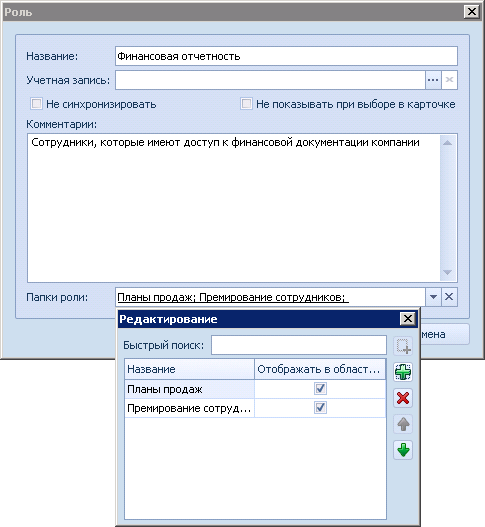 Роль
Название: Финансовая отчетность
Учетная запись:
Не синхронизировать Не показывать при выборе в карточке
Комментарии:
Сотрудники, которые имеют доступ к финансовой документации компании
Папки роли: Планы продаж; Премирование сотрудников;
мена
Редактирование
Быстрый поиск:
Название Отображать в област...
Планы продаж
Премирование сотруд...